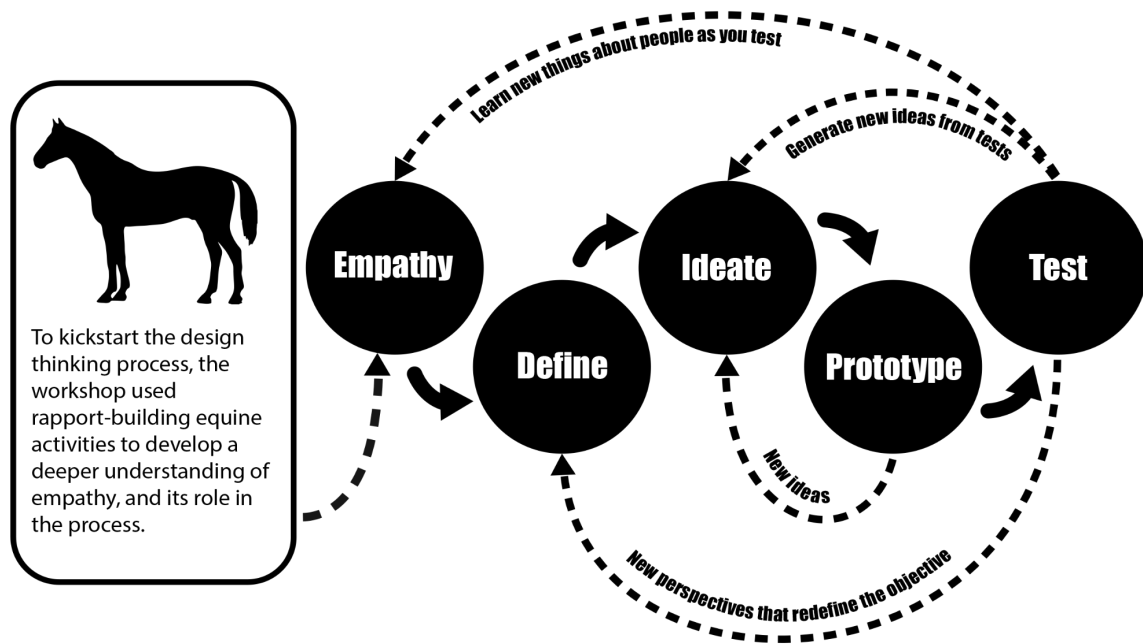 Learn new things about people as you test
Generate new ideas from tests
To kickstart the design
thinking process, the
workshop used
rapport-building equine
activities to develop a
deeper understanding of
empathy, and its role in
the process.
Empathy
Define
Ideate
Prototype
Test
New ideas
New perspectives that redefine the objective